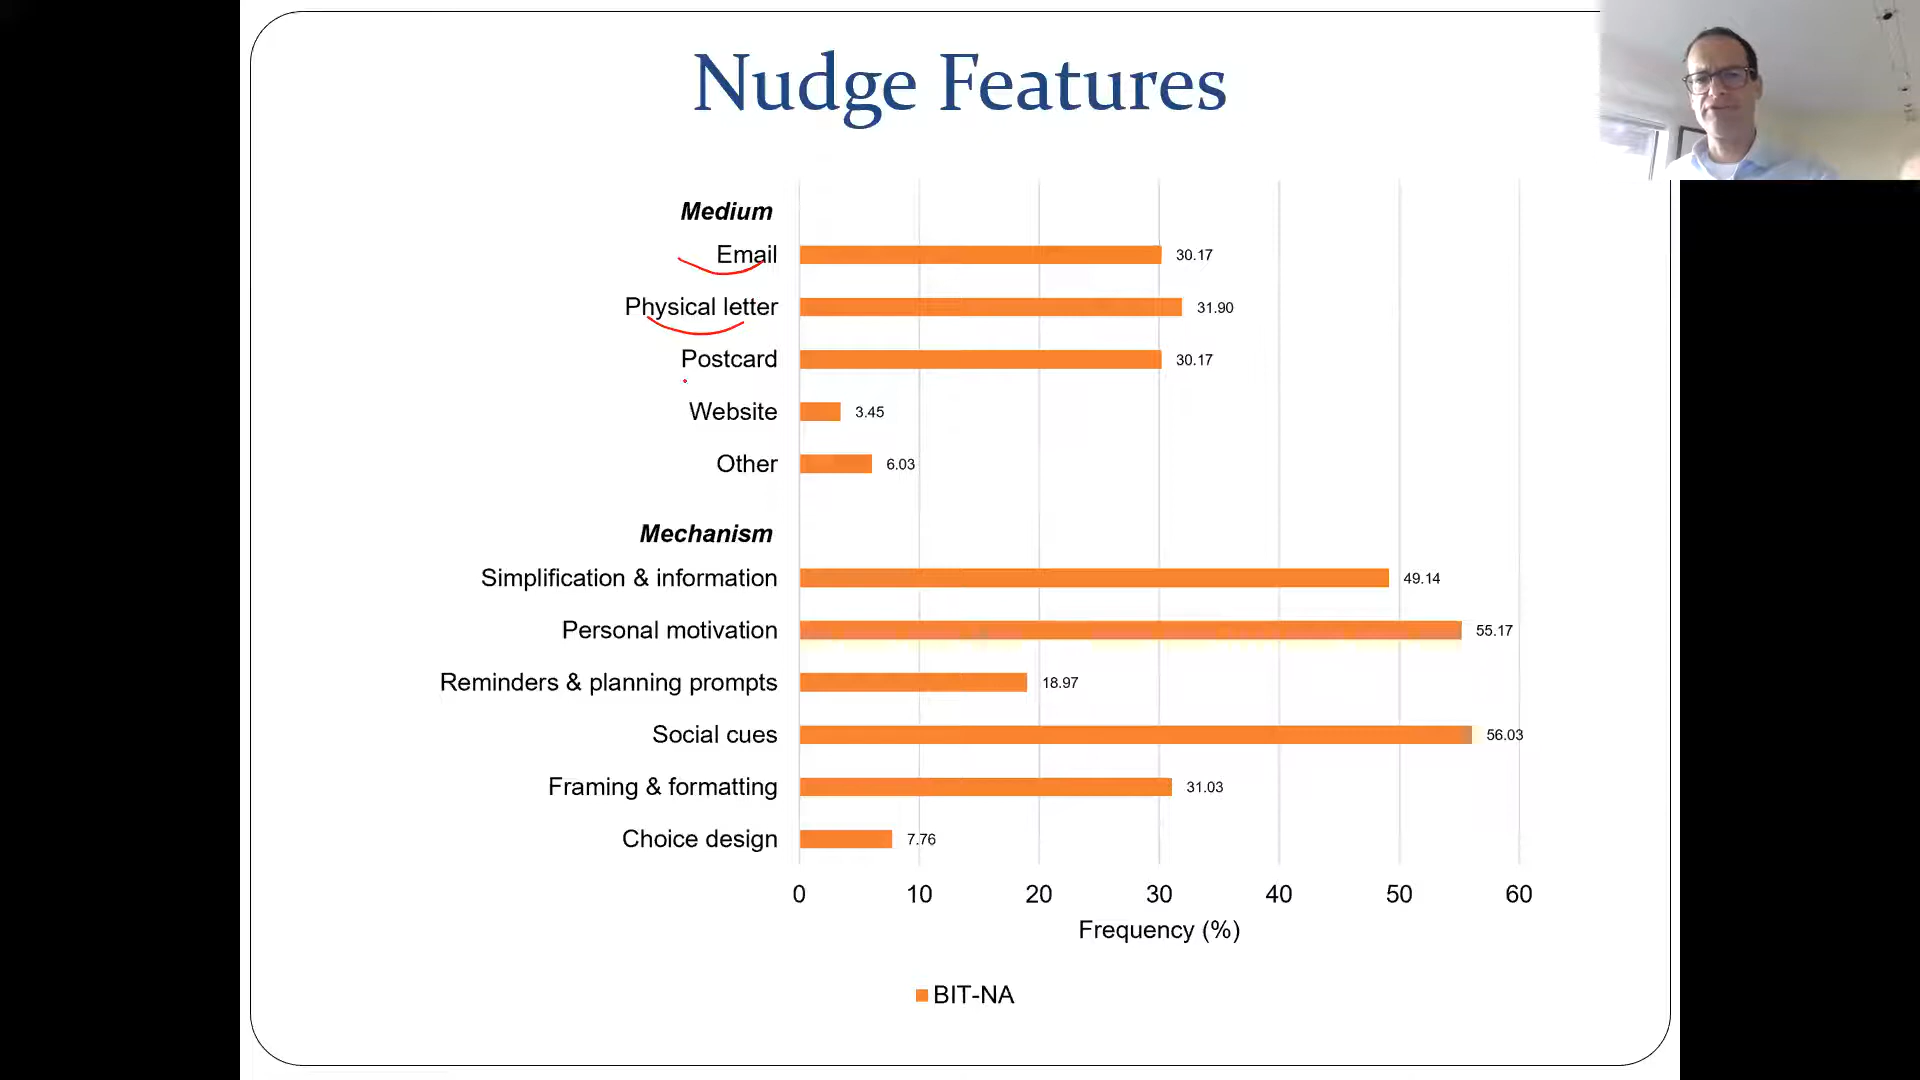 Nudge Features
Medium
Email 30.17
Physical letter 31.90
Postcard 30.17
Website 3.45
Other 6.03
Mechanism
Simplification & information 49.14
Personal motivation 55.17
Reminders & planning prompts 18.97
Social cues 56.03
Framing & formatting 31.03
Choice design 7.76
0 10 20 30 40 50 60
Frequency (%)
BIT-NA